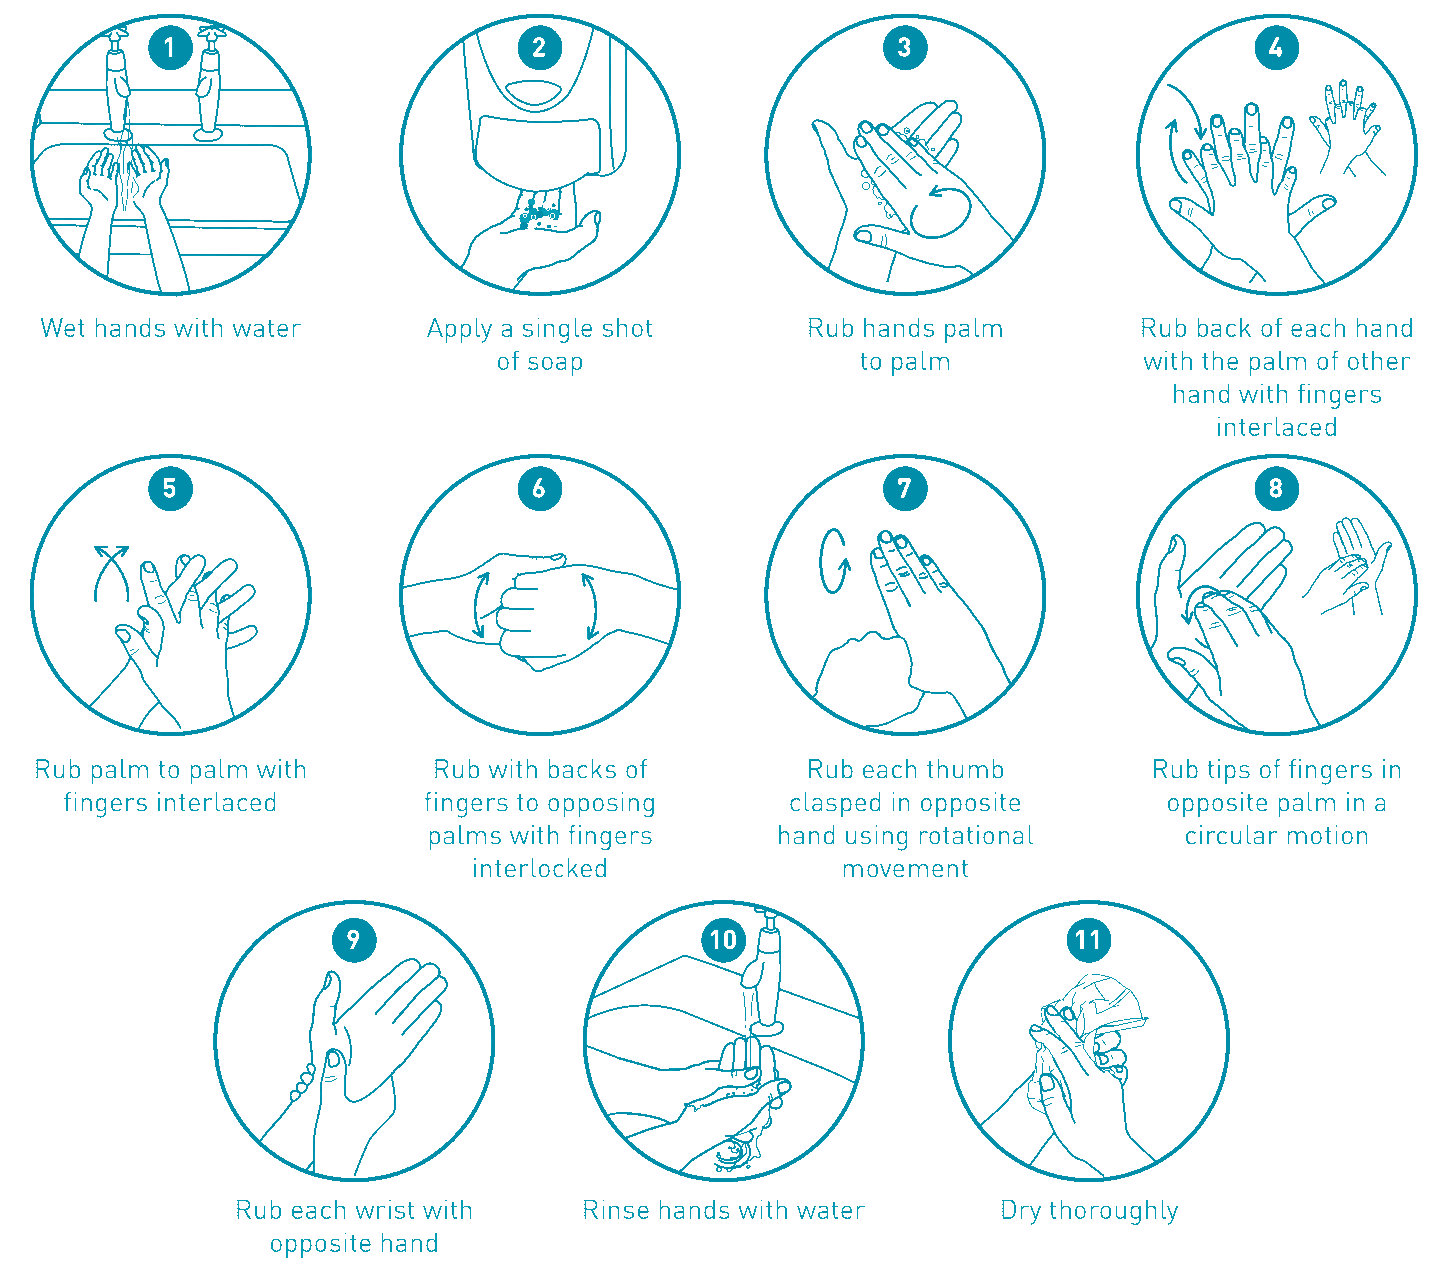 1
Wet hands with water
2
Apply a single shot
of soap
3
Rub hands palm
to palm
4
Rub back of each hand
with the palm of other
hand with fingers
interlaced
5
Rub palm to palm with
fingers interlaced
6
Rub with backs of
fingers to opposing
palms with fingers
interlocked
7
Rub each thumb
clasped in opposite
hand using rotational
movement
8
Rub tips of fingers in
opposite palm in a
circular motion
9
Rub each wrist with
opposite hand
10
Rinse hands with water
11
Dry thoroughly